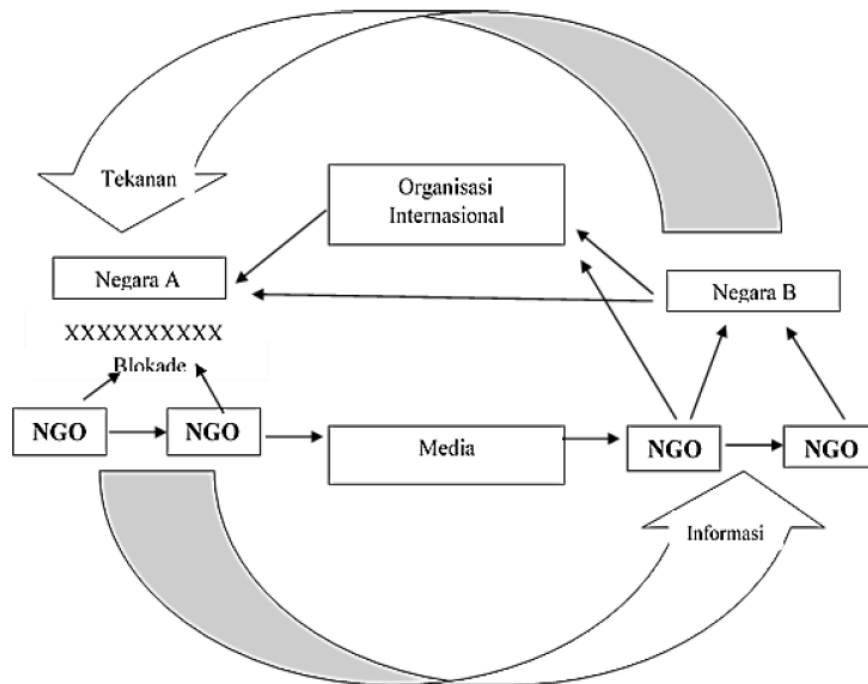 Tekanan
Organisasi
Internasional
Negara A
Negara B
XXXXXXXXXX
Blokade
NGO
NGO
Media
NGO
NGO
Informasi